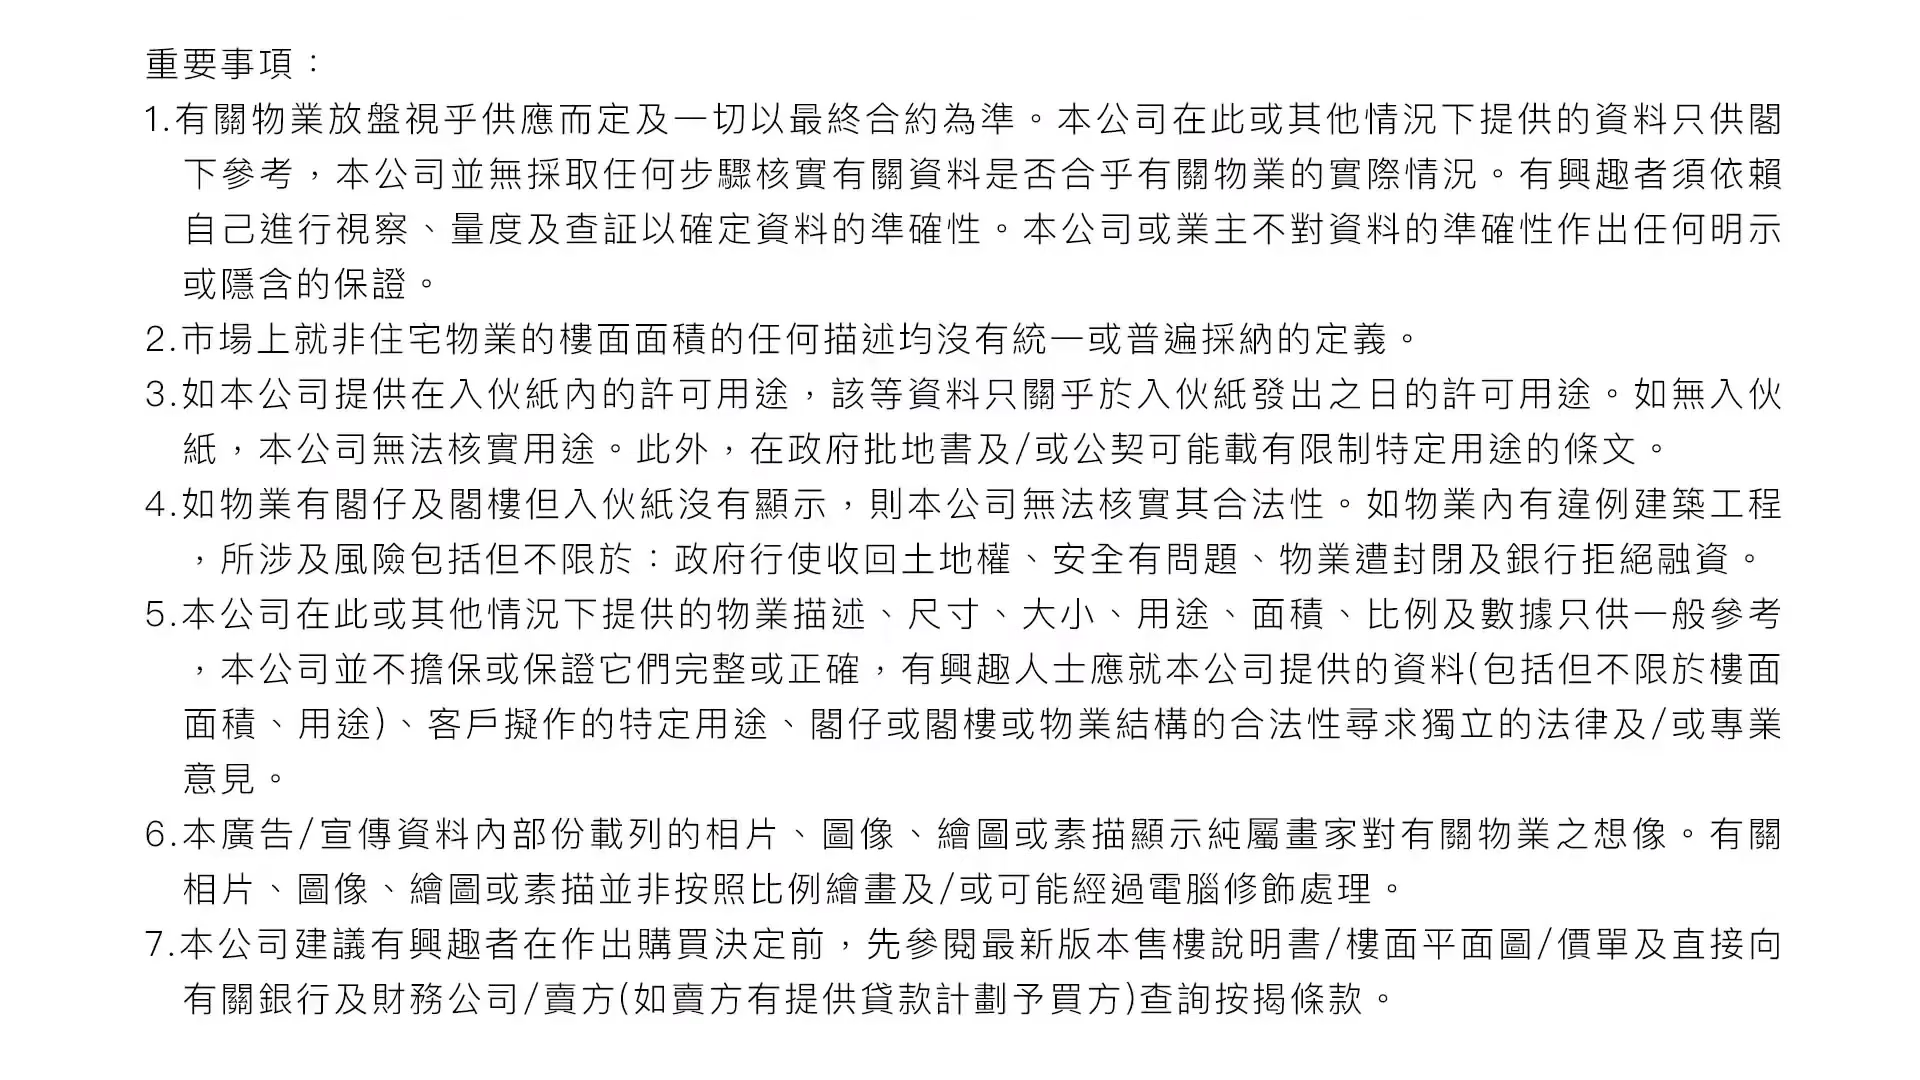 重要事項：
1.有關物業放盤視乎供應而定及一切以最終合約為準。本公司在此或其他情況下提供的資料只供閣
下參考，本公司並無採取任何步驟核實有關資料是否合乎有關物業的實際情況。有興趣者須依賴
自己進行視察、量度及查証以確定資料的準確性。本公司或業主不對資料的準確性作出任何明示
或隱含的保證。
2.市場上就非住宅物業的樓面面積的任何描述均沒有統一或普遍採納的定義。
3.如本公司提供在入伙紙內的許可用途，該等資料只關乎於入伙紙發出之日的許可用途。如無入伙
紙，本公司無法核實用途。此外，在政府批地書及/或公契可能載有限制特定用途的條文。
4.如物業有閣仔及閣樓但入伙紙沒有顯示，則本公司無法核實其合法性。如物業內有違例建築工程
，所涉及風險包括但不限於：政府行使收回土地權、安全有問題、物業遭封閉及銀行拒絕融資。
5.本公司在此或其他情況下提供的物業描述、尺寸、大小、用途、面積、比例及數據只供一般參考
，本公司並不擔保或保證它們完整或正確，有興趣人士應就本公司提供的資料(包括但不限於樓面
面積、用途)、客戶擬作的特定用途、閣仔或閣樓或物業結構的合法性尋求獨立的法律及/或專業
意見。
6.本廣告/宣傳資料內部份載列的相片、圖像、繪圖或素描顯示純屬畫家對有關物業之想像。有關
相片、圖像、繪圖或素描並非按照比例繪畫及/或可能經過電腦修飾處理。
7.本公司建議有興趣者在作出購買決定前，先參閱最新版本售樓說明書/樓面平面圖/價單及直接向
有關銀行及財務公司/賣方(如賣方有提供貸款計劃予買方)查詢按揭條款。